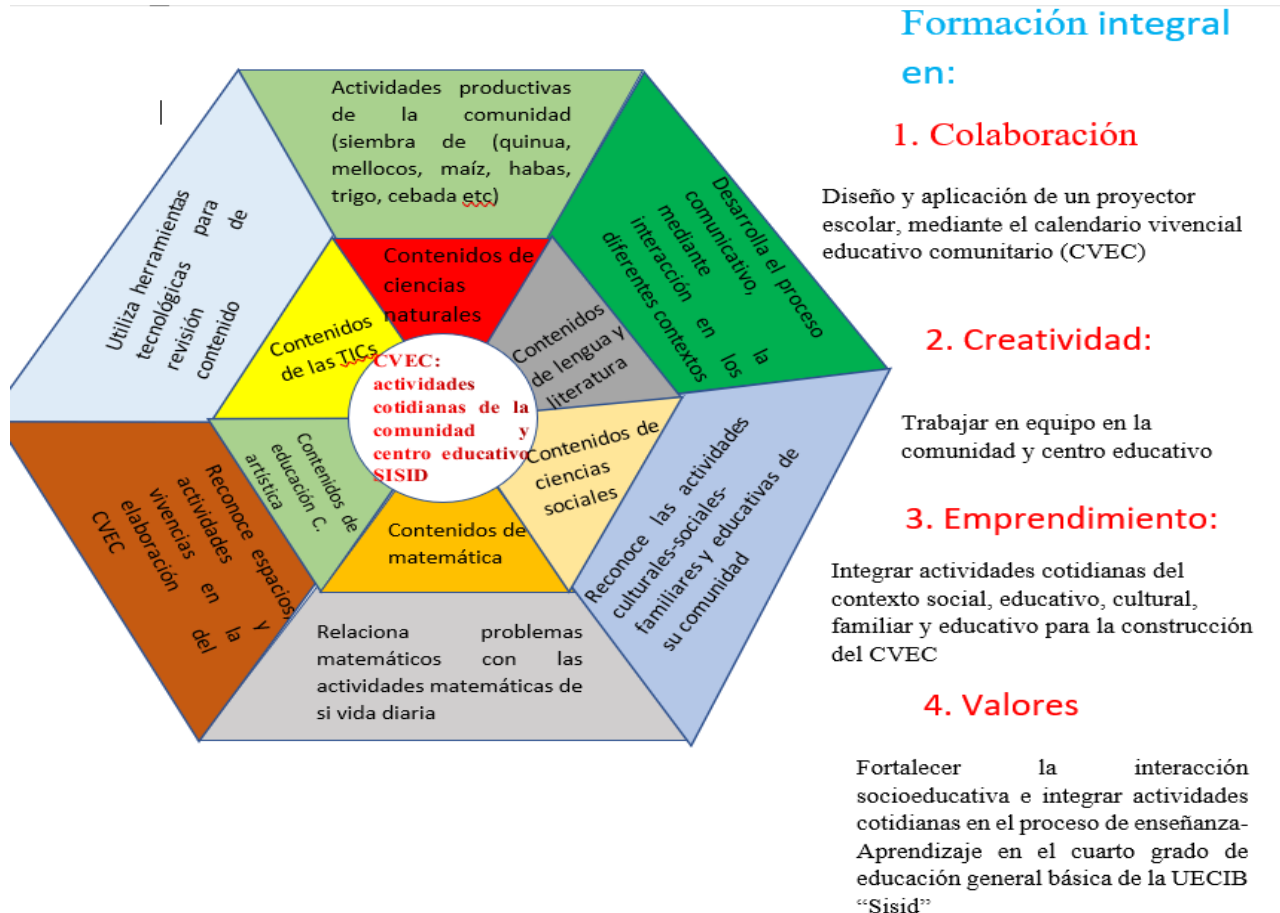 Formación integral
en:
1. Colaboración
Diseño y aplicación de un proyector
escolar, mediante el calendario vivencial
educativo comunitario (CVEC)
2. Creatividad:
Trabajar en equipo en la
comunidad y centro educativo
3. Emprendimiento:
Integrar actividades cotidianas del
contexto social, educativo, cultural,
familiar y educativo para la construcción
del CVEC
4. Valores
Fortalecer la interacción
socioeducativa e integrar actividades
cotidianas en el proceso de enseñanza-
Aprendizaje en el cuarto grado de
educación general básica de la UECIB
“Sisid”
Actividades productivas
de la comunidad
(siembra de (quinua,
mellocos, maíz, habas,
trigo, cebada etc)
Desarrolla el proceso
comunicativo,
mediante la
interacción en los
diferentes contextos
Reconoce las actividades
culturales-sociales-
familiares y educativas de
su comunidad
Relaciona problemas
matemáticos con las
actividades matemáticas de
si vida diaria
Reconoce espacios,
actividades y
vivencias en la
elaboración del
CVEC
Utiliza herramientas
tecnológicas para
revisión de
contenido
Contenidos de
ciencias
naturales
Contenidos
de lengua y
literatura
Contenidos de
ciencias
sociales
Contenidos de
matemática
Contenidos de
educación C.
artística
Contenidos
de las TICs
CVEC:
actividades
cotidianas de la
comunidad y
centro educativo
SISID